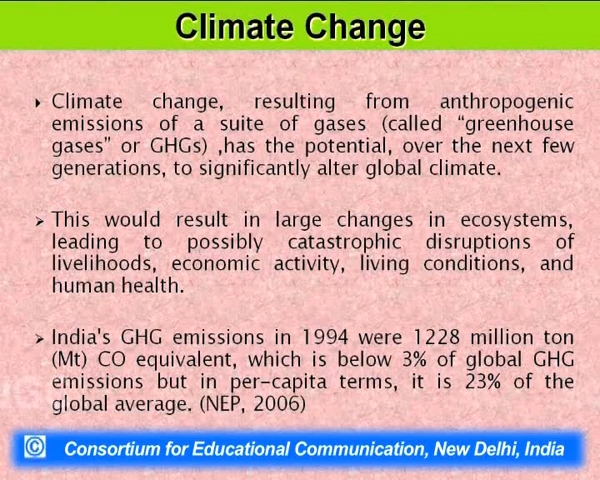 Climate Change
Climate change, resulting from anthropogenic
emissions of a suite of gases (called “greenhouse
gases” or GHGs) ,has the potential, over the next few
generations, to significantly alter global climate.
This would result in large changes in ecosystems,
leading to possibly catastrophic disruptions of
livelihoods, economic activity, living conditions, and
human health.
India's GHG emissions in 1994 were 1228 million ton
(Mt) CO equivalent, which is below 3% of global GHG
emissions but in per-capita terms, it is 23% of the
global average. (NEP, 2006)
© Consortium for Educational Communication, New Delhi, India